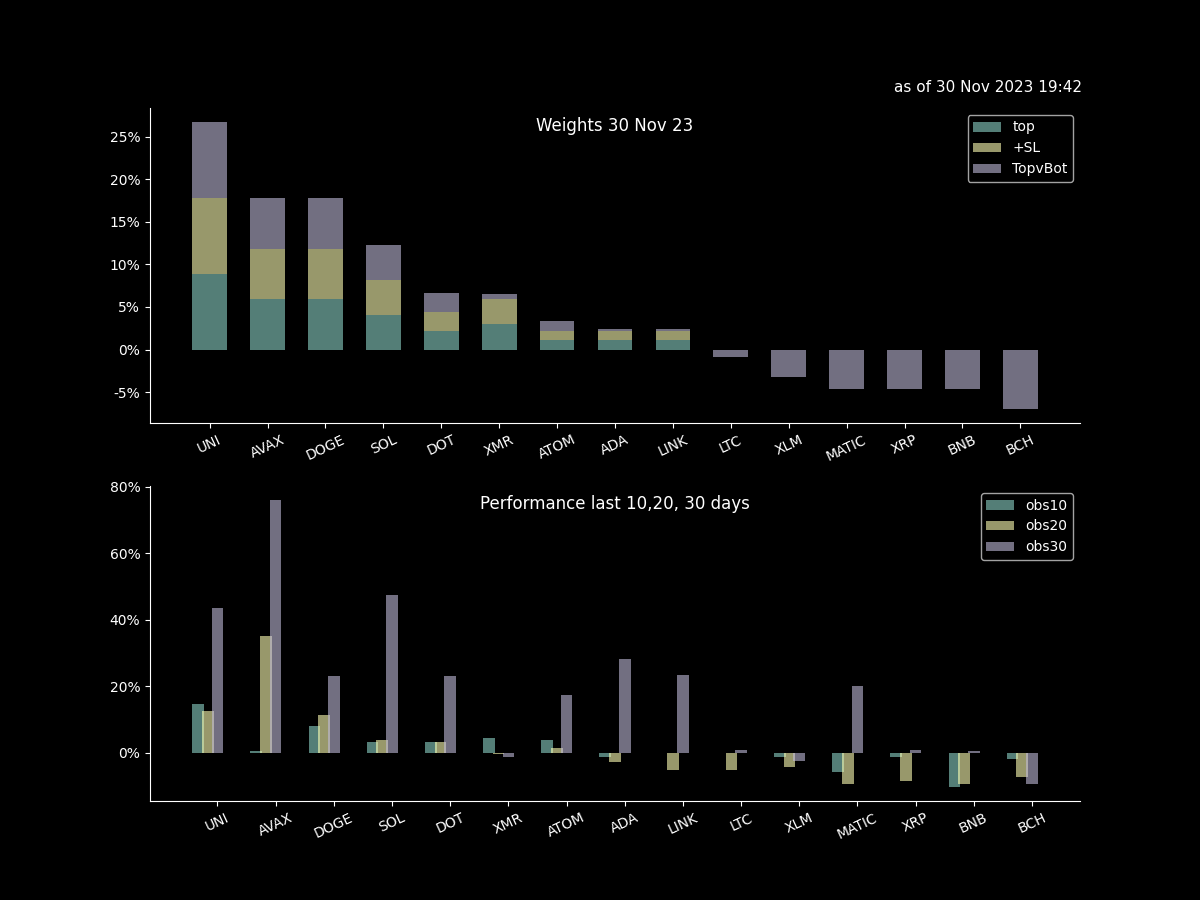 as of 30 Nov 2023 19:42
Weights 30 Nov 23
top
+SL
TopvBot
25%
20%
15%
10%
5%
0%
-5%
UNI AVAX DOGE SOL DOT XMR ATOM ADA LINK LTC XLM MATIC XRP BNB BCH
Performance last 10,20, 30 days
obs10
obs20
obs30
80%
60%
40%
20%
0%
UNI AVAX DOGE SOL DOT XMR ATOM ADA LINK LTC XLM MATIC XRP BNB BCH